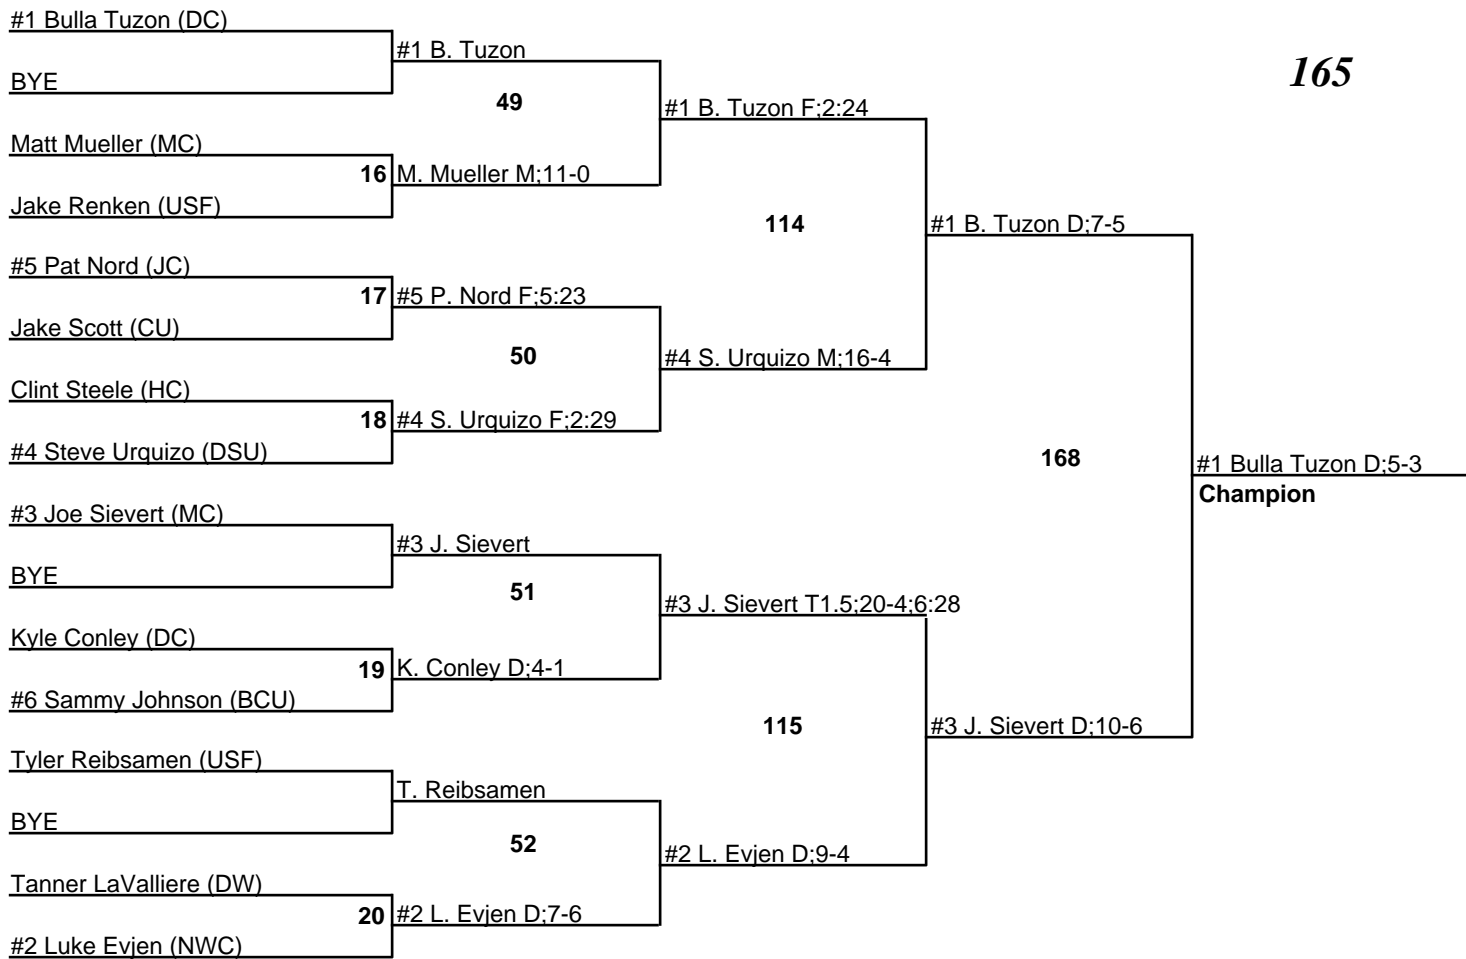 #1 Bulla Tuzon (DC)
#1 B. Tuzon
165
BYE
49
#1 B. Tuzon F;2:24
Matt Mueller (MC)
16
M. Mueller M;11-0
Jake Renken (USF)
114
#1 B. Tuzon D;7-5
#5 Pat Nord (JC)
17
#5 P. Nord F;5:23
Jake Scott (CU)
50
#4 S. Urquizo M;16-4
Clint Steele (HC)
18
#4 S. Urquizo F;2:29
#4 Steve Urquizo (DSU)
168
#1 Bulla Tuzon D;5-3
Champion
#3 Joe Sievert (MC)
#3 J. Sievert
BYE
51
#3 J. Sievert T1.5;20-4;6:28
Kyle Conley (DC)
19
K. Conley D;4-1
#6 Sammy Johnson (BCU)
115
#3 J. Sievert D;10-6
Tyler Reibsamen (USF)
T. Reibsamen
BYE
52
#2 L. Evjen D;9-4
Tanner LaValliere (DW)
20
#2 L. Evjen D;7-6
#2 Luke Evjen (NWC)